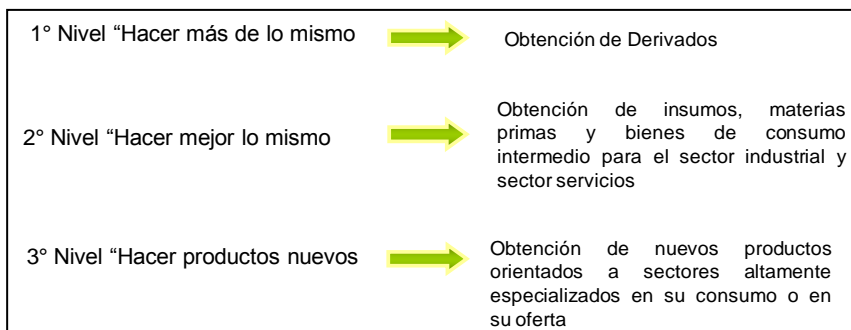 1° Nivel “Hacer más de lo mismo
Obtención de Derivados
2° Nivel “Hacer mejor lo mismo
Obtención de insumos, materias
primas y bienes de consumo
intermedio para el sector industrial y
sector servicios
3° Nivel “Hacer productos nuevos
Obtención de nuevos productos
orientados a sectores altamente
especializados en su consumo o en
su oferta